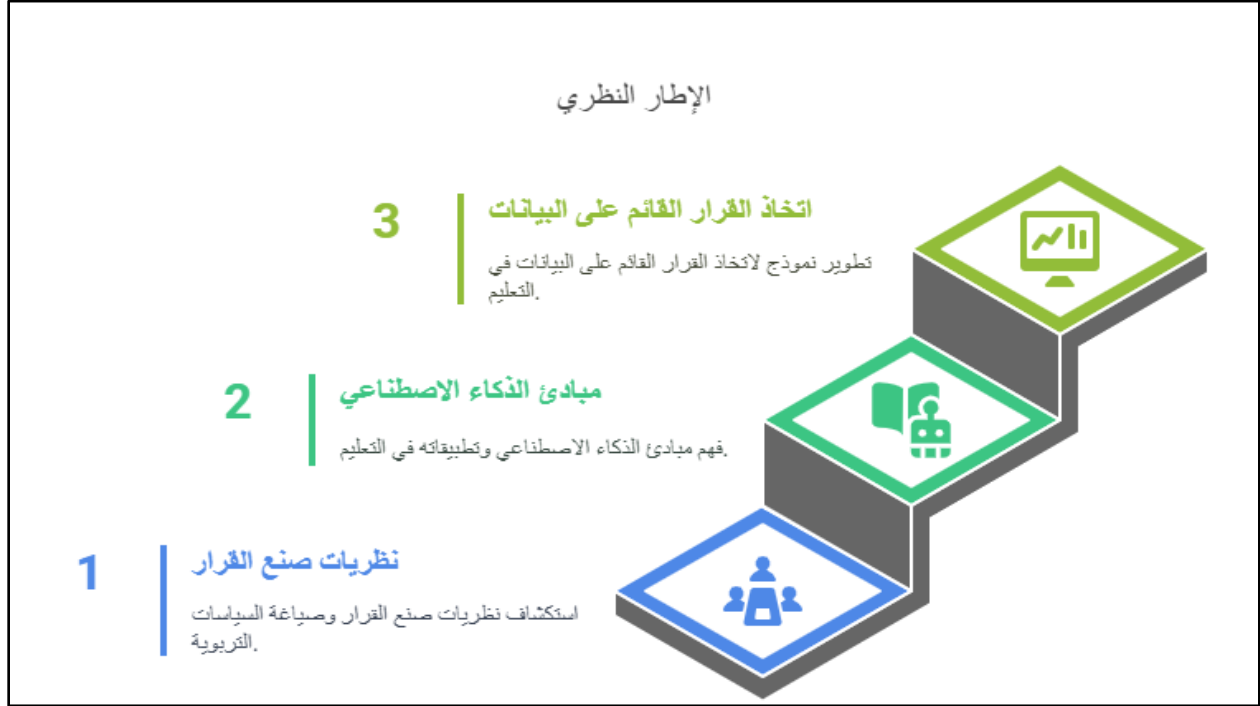 الإطار النظري
3
اتخاذ القرار القائم على البيانات
تطوير نموذج لاتخاذ القرار القائم على البيانات في
التعليم.
2
مبادئ الذكاء الاصطناعي
فهم مبادئ الذكاء الاصطناعي وتطبيقاته في التعليم.
1
نظريات صنع القرار
استكشاف نظريات صنع القرار وصياغة السياسات
التربوية.